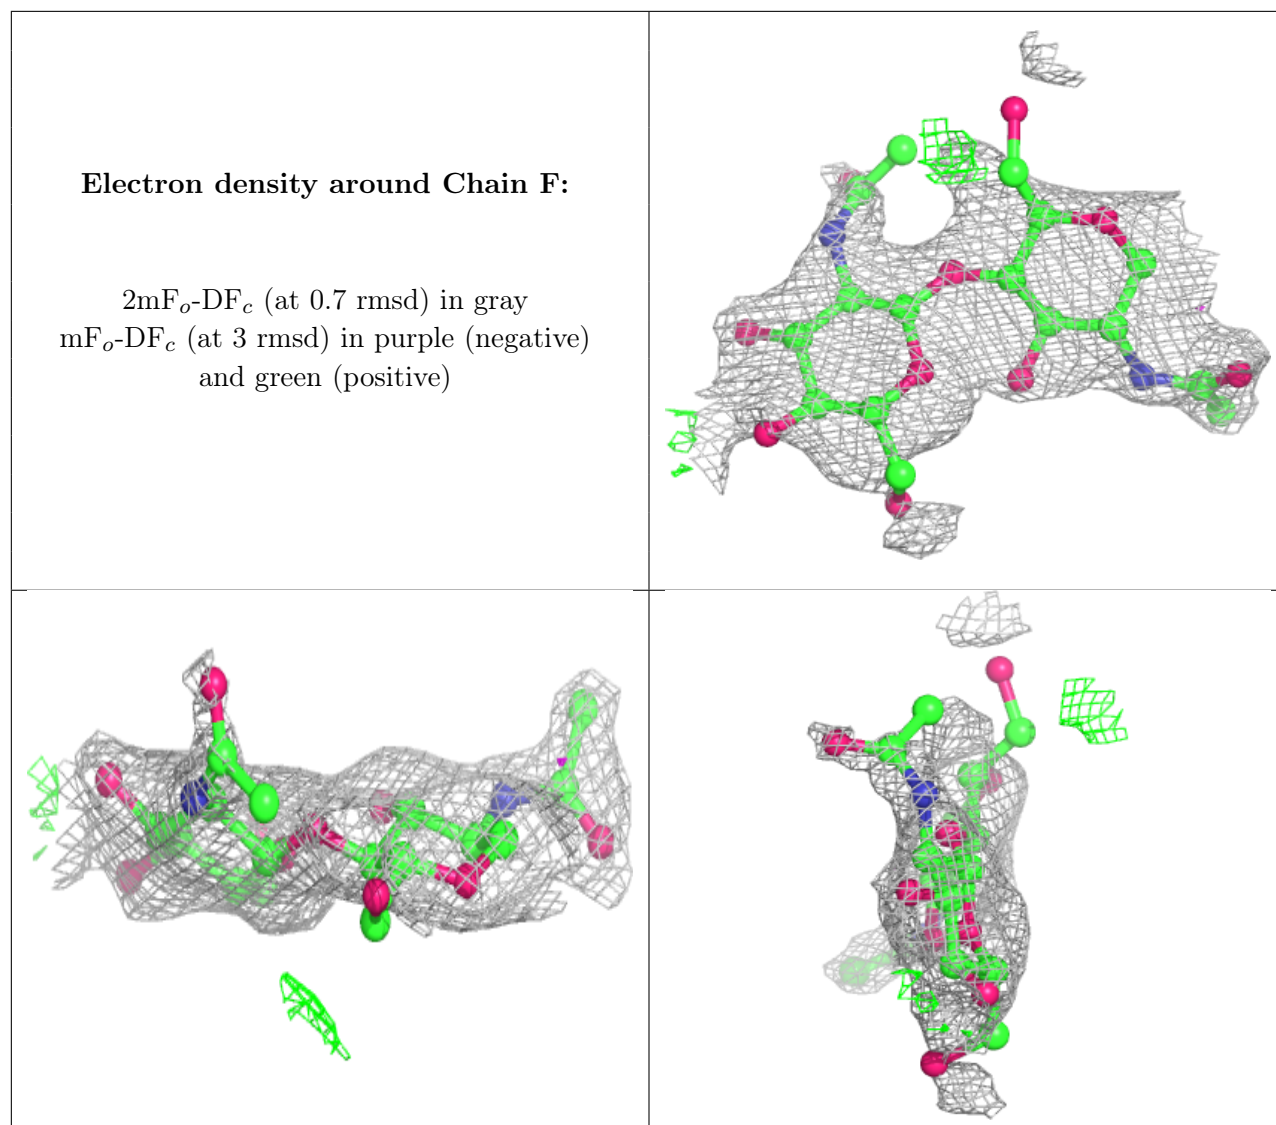 Electron density around Chain F:
2mFₒ-DF𝒸 (at 0.7 rmsd) in gray
mFₒ-DF𝒸 (at 3 rmsd) in purple (negative)
and green (positive)